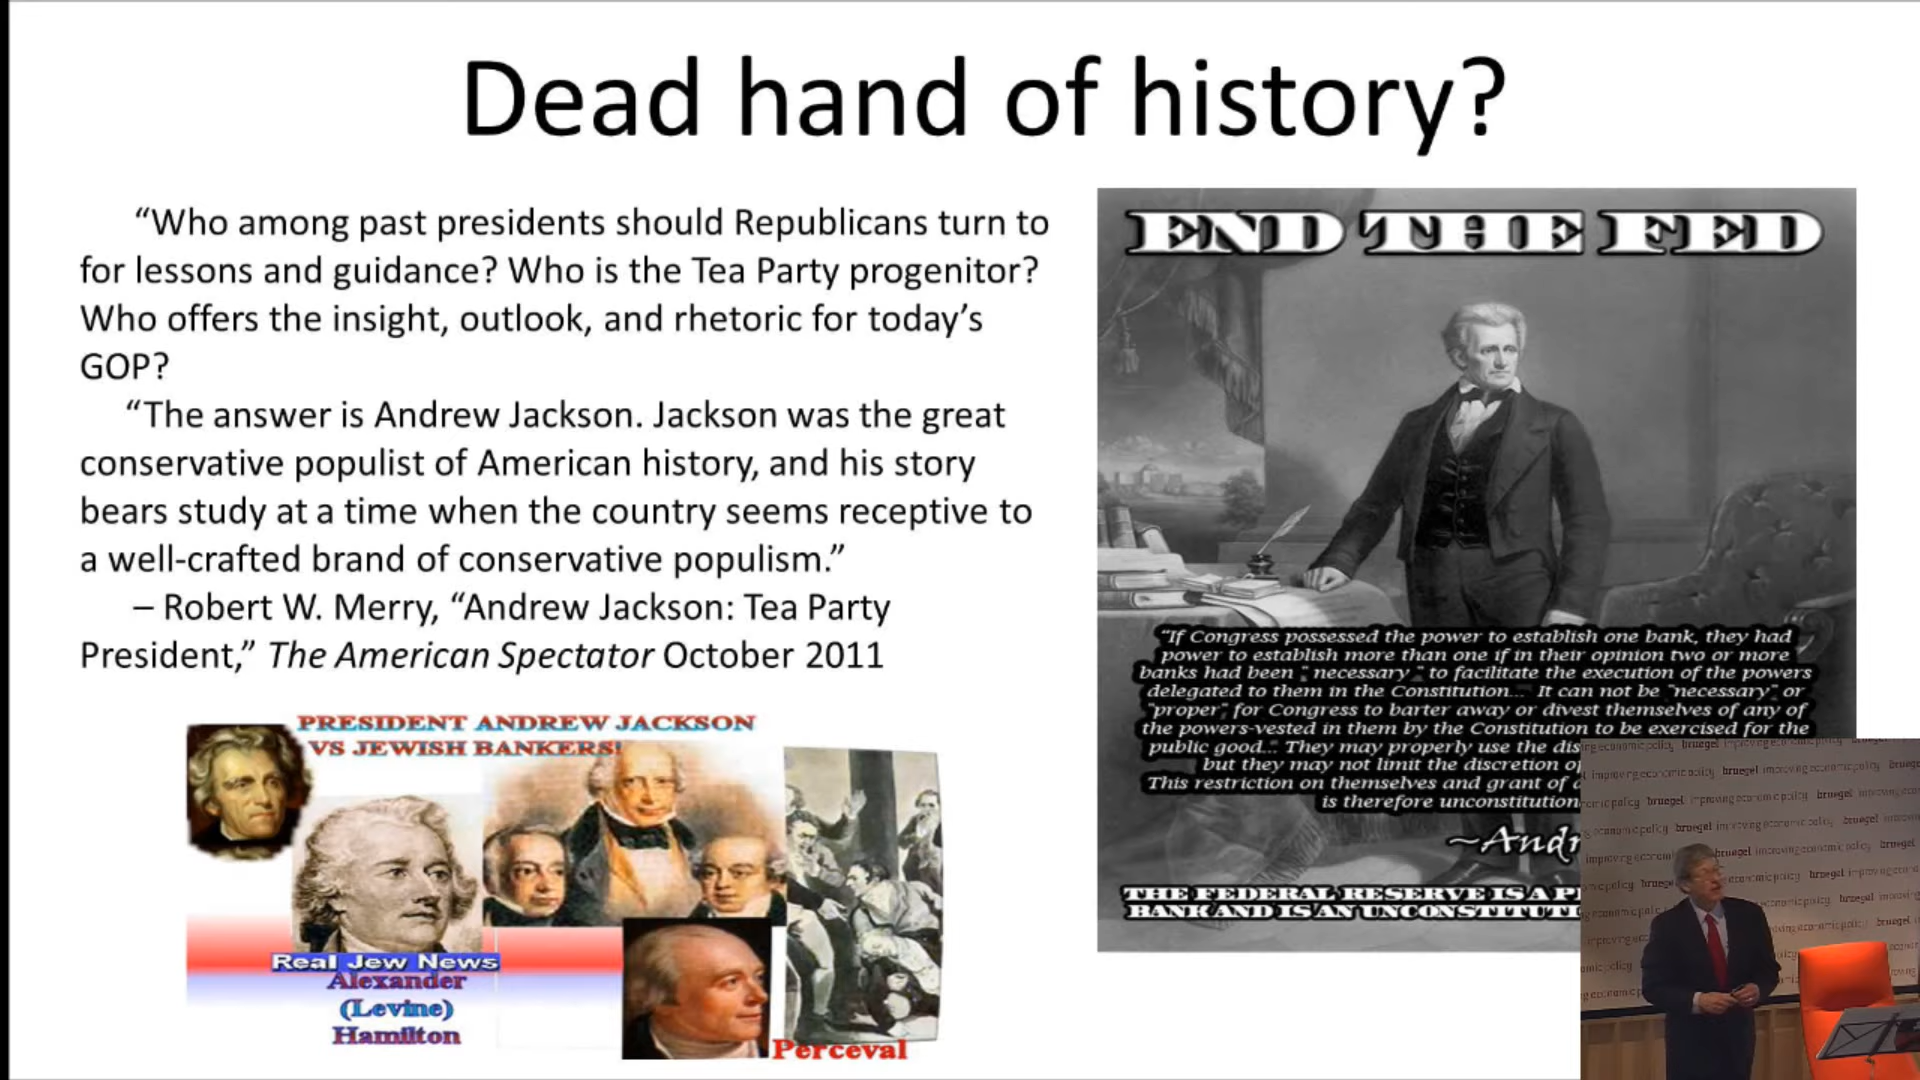 Dead hand of history?
“Who among past presidents should Republicans turn to
for lessons and guidance? Who is the Tea Party progenitor?
Who offers the insight, outlook, and rhetoric for today’s
GOP?
“The answer is Andrew Jackson. Jackson was the great
conservative populist of American history, and his story
bears study at a time when the country seems receptive to
a well-crafted brand of conservative populism.”
– Robert W. Merry, “Andrew Jackson: Tea Party
President,” The American Spectator October 2011
PRESIDENT ANDREW JACKSON
VS JEWISH BANKERS!
Real Jew News
Alexander
(Levine)
Hamilton
Perceval
END THE FED
“If Congress possessed the power to establish one bank, they had
power to establish more than one if in their opinion two or more
banks had been "necessary" to facilitate the execution of the powers
delegated to them in the Constitution... It can not be "necessary" or
"proper" for Congress to barter away or divest themselves of any of
the powers-vested in them by the Constitution to be exercised for the
public good... They may properly use the dis
but they may not limit the discretion o
This restriction on themselves and grant of
is therefore unconstitution
~Andr
THE FEDERAL RESERVE IS A P
BANK AND IS AN UNCONSTITUTI
bruegel improving economic policy